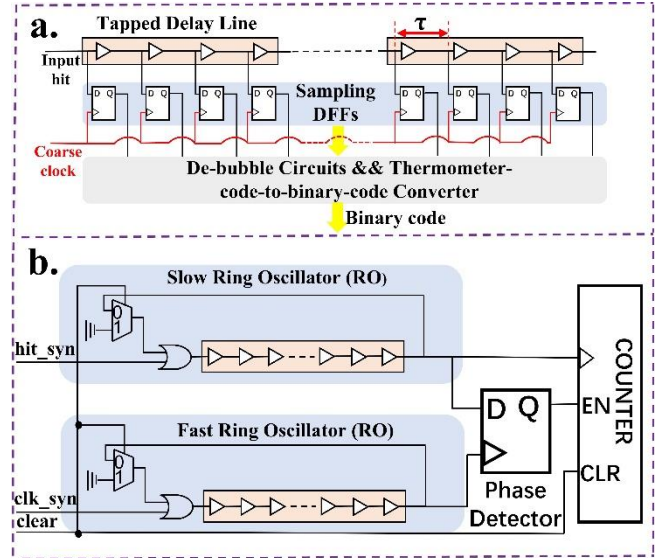 a.
Tapped Delay Line
τ
Input
hit
D Q
D Q
D Q
D Q
D Q
D Q
D Q
D Q
Sampling
DFFs
Coarse
clock
De-bubble Circuits && Thermometer-
code-to-binary-code Converter
Binary code
b.
Slow Ring Oscillator (RO)
0
1
hit_syn
COUNTER
D Q
EN
Fast Ring Oscillator (RO)
0
1
CLR
clk_syn
clear
Phase
Detector